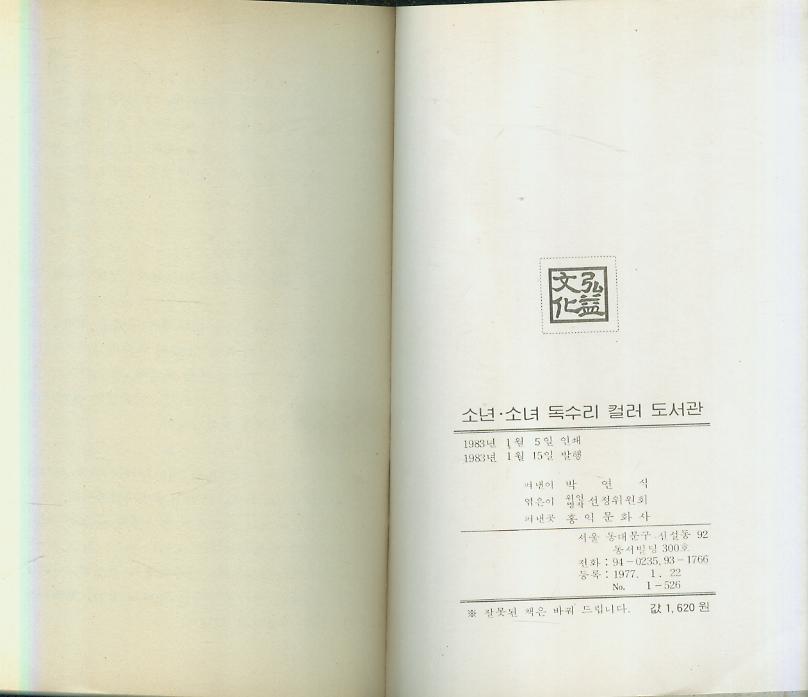 弘益
文化
소년·소녀 독수리 컬러 도서관
1983년 1월 5일 인쇄
1983년 1월 15일 발행
펴낸이 박 연 식
엮은이 위인 명작 선정위원회
펴낸곳 홍익문화사
서울 동대문구 신설동 92
동서빌딩 300호
전화 : 94-0235, 93-1766
등록 : 1977. 1. 22
No. 1-526
※ 잘못된 책은 바꿔 드립니다. 값 1,620 원